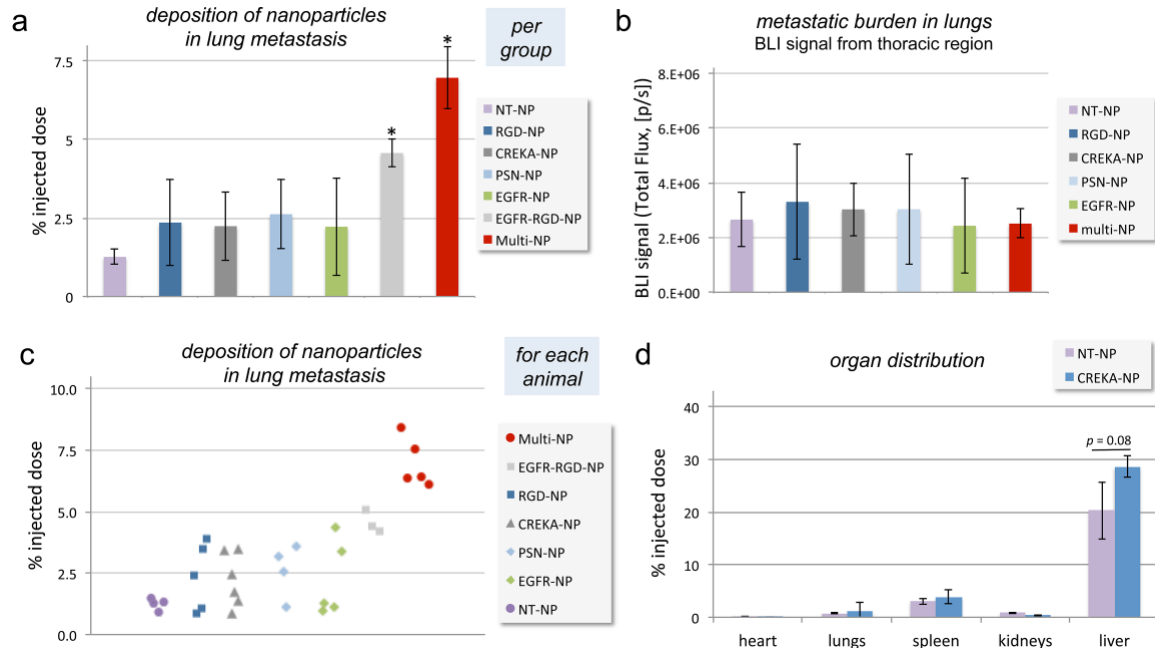 a
deposition of nanoparticles
in lung metastasis
per
group
% injected dose
7.5
5
2.5
0
*
*
NT-NP
RGD-NP
CREKA-NP
PSN-NP
EGFR-NP
EGFR-RGD-NP
Multi-NP
b
metastatic burden in lungs
BLI signal from thoracic region
BLI signal (Total Flux, [p/s])
8.E+06
6.E+06
4.E+06
2.E+06
0.E+00
NT-NP
RGD-NP
CREKA-NP
PSN-NP
EGFR-NP
multi-NP
c
deposition of nanoparticles
in lung metastasis
for each
animal
% injected dose
10.0
7.5
5.0
2.5
0.0
Multi-NP
EGFR-RGD-NP
RGD-NP
CREKA-NP
PSN-NP
EGFR-NP
NT-NP
d
organ distribution
NT-NP
CREKA-NP
% injected dose
40
30
20
10
0
p = 0.08
heart lungs spleen kidneys liver